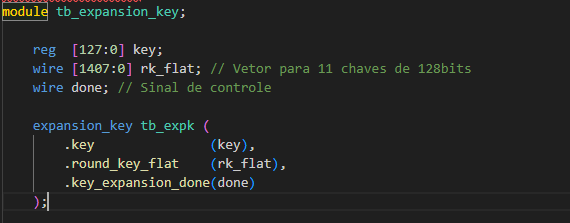 module tb_expansion_key;
reg [127:0] key;
wire [1407:0] rk_flat; // Vetor para 11 chaves de 128bits
wire done; // Sinal de controle
expansion_key tb_expk (
.key (key),
.round_key_flat (rk_flat),
.key_expansion_done(done)
);